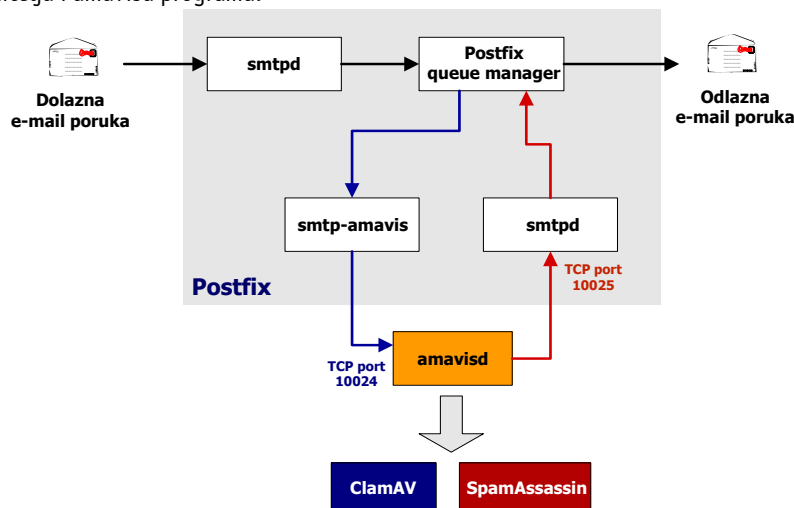 smtpd
Postfix
queue manager
Dolazna
e-mail poruka
Odlazna
e-mail poruka
smtp-amavis
smtpd
Postfix
TCP port
10025
TCP port
10024
amavisd
ClamAV
SpamAssassin